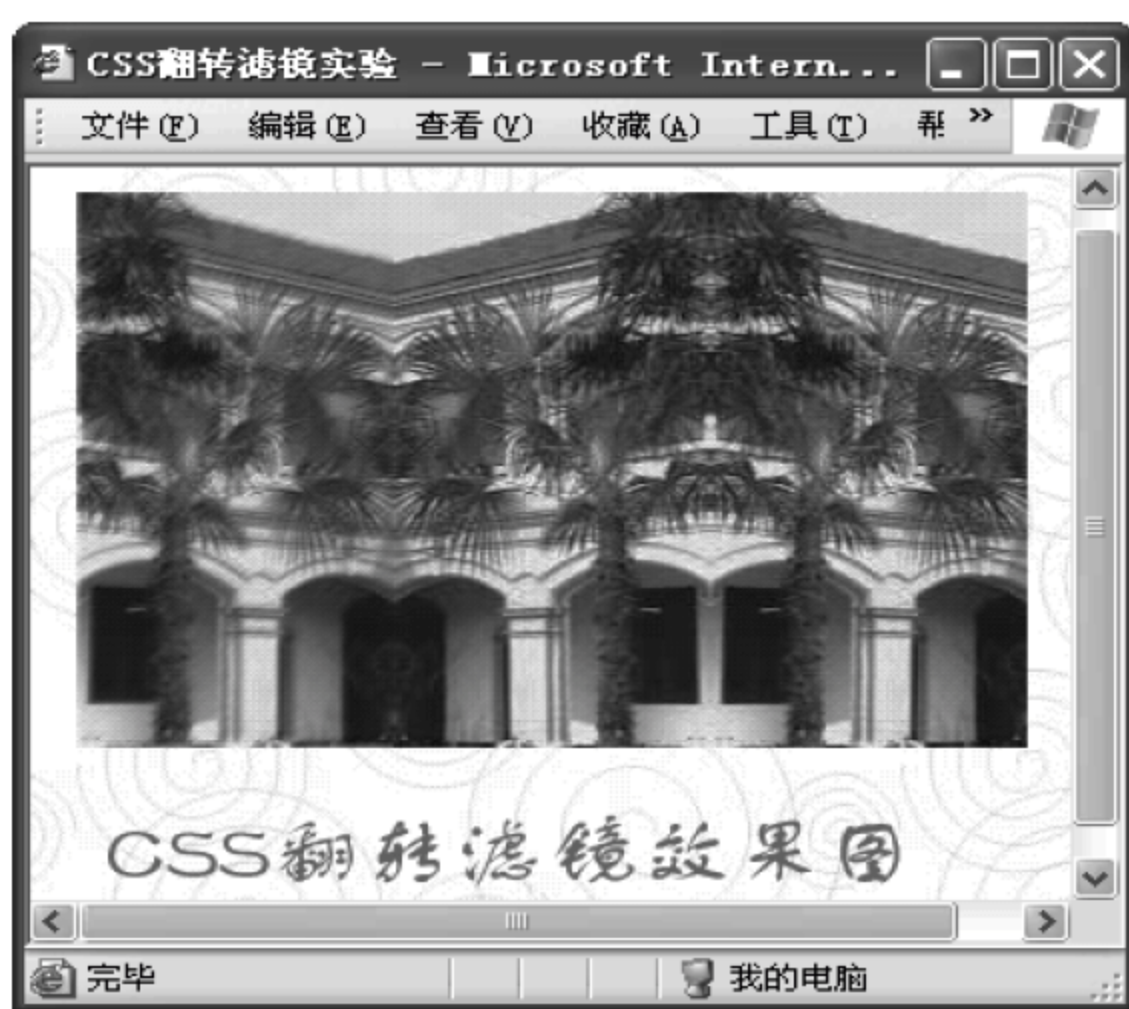 CSS翻转滤镜实验 - Microsoft Intern...
文件(F) 编辑(E) 查看(V) 收藏(A) 工具(T) 帮 »
CSS翻转滤镜效果图
完毕 我的电脑